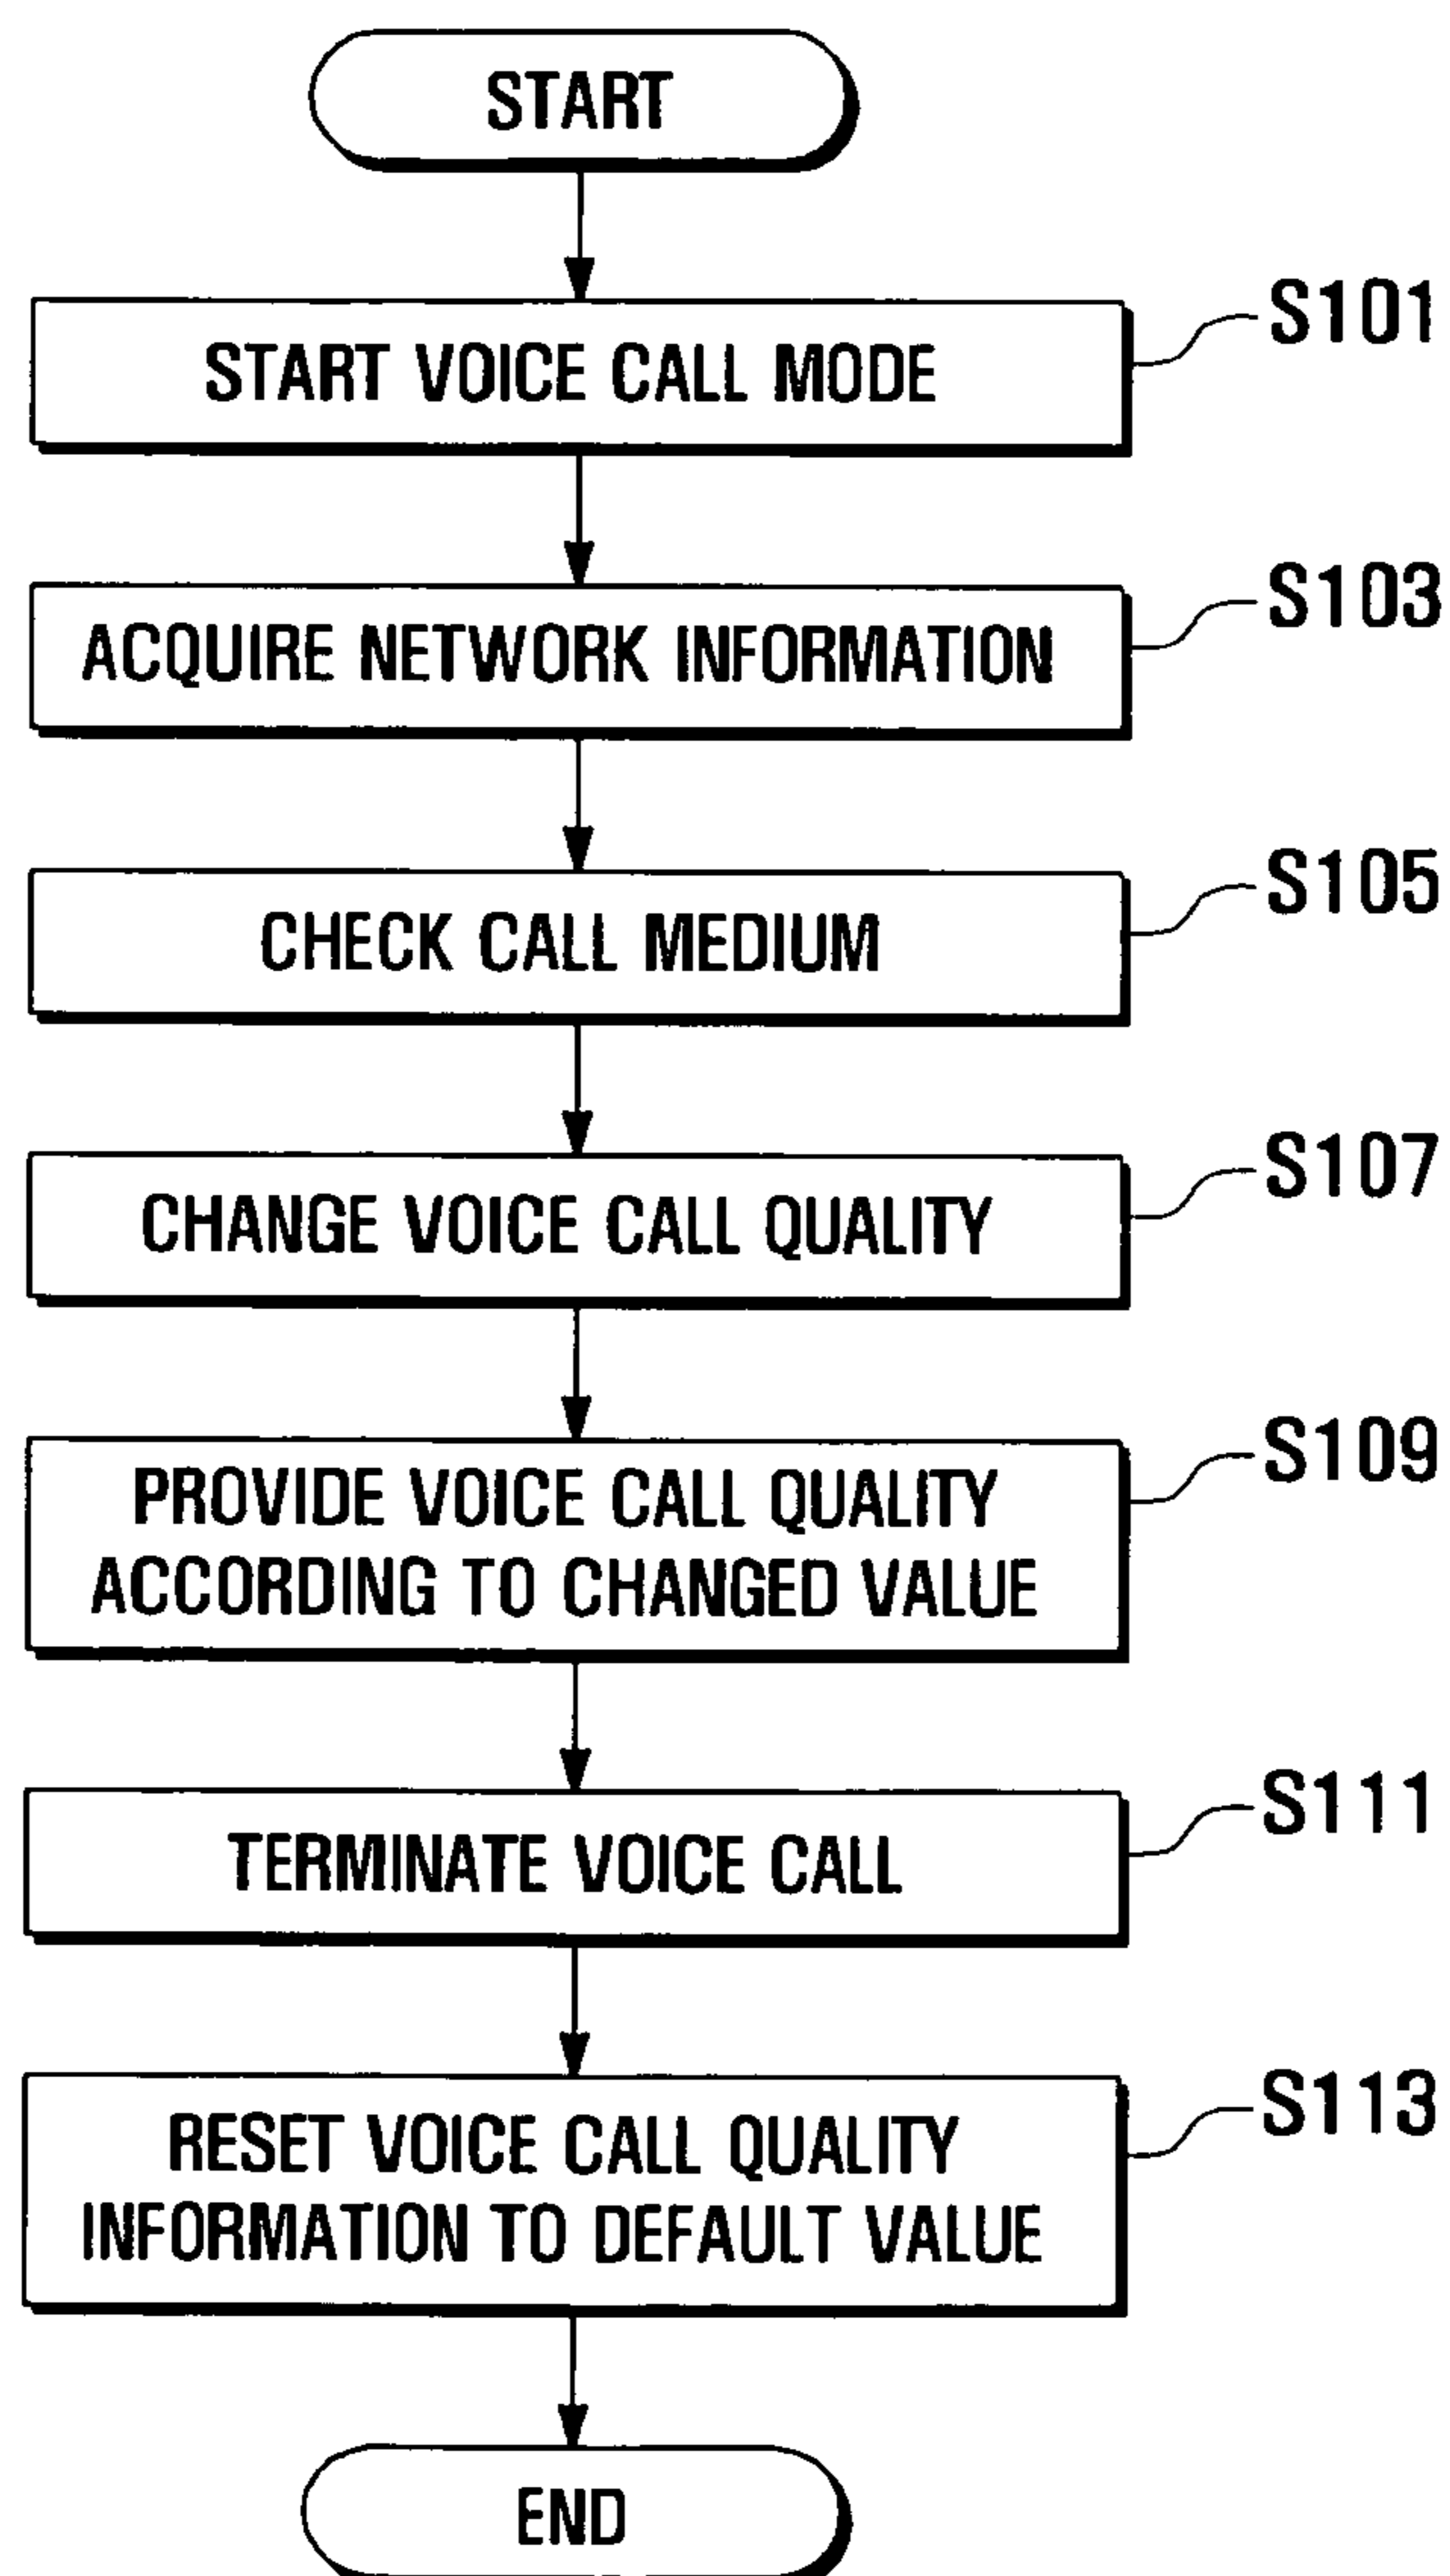 START
START VOICE CALL MODE
S101
ACQUIRE NETWORK INFORMATION
S103
CHECK CALL MEDIUM
S105
CHANGE VOICE CALL QUALITY
S107
PROVIDE VOICE CALL QUALITY
ACCORDING TO CHANGED VALUE
S109
TERMINATE VOICE CALL
S111
RESET VOICE CALL QUALITY
INFORMATION TO DEFAULT VALUE
S113
END